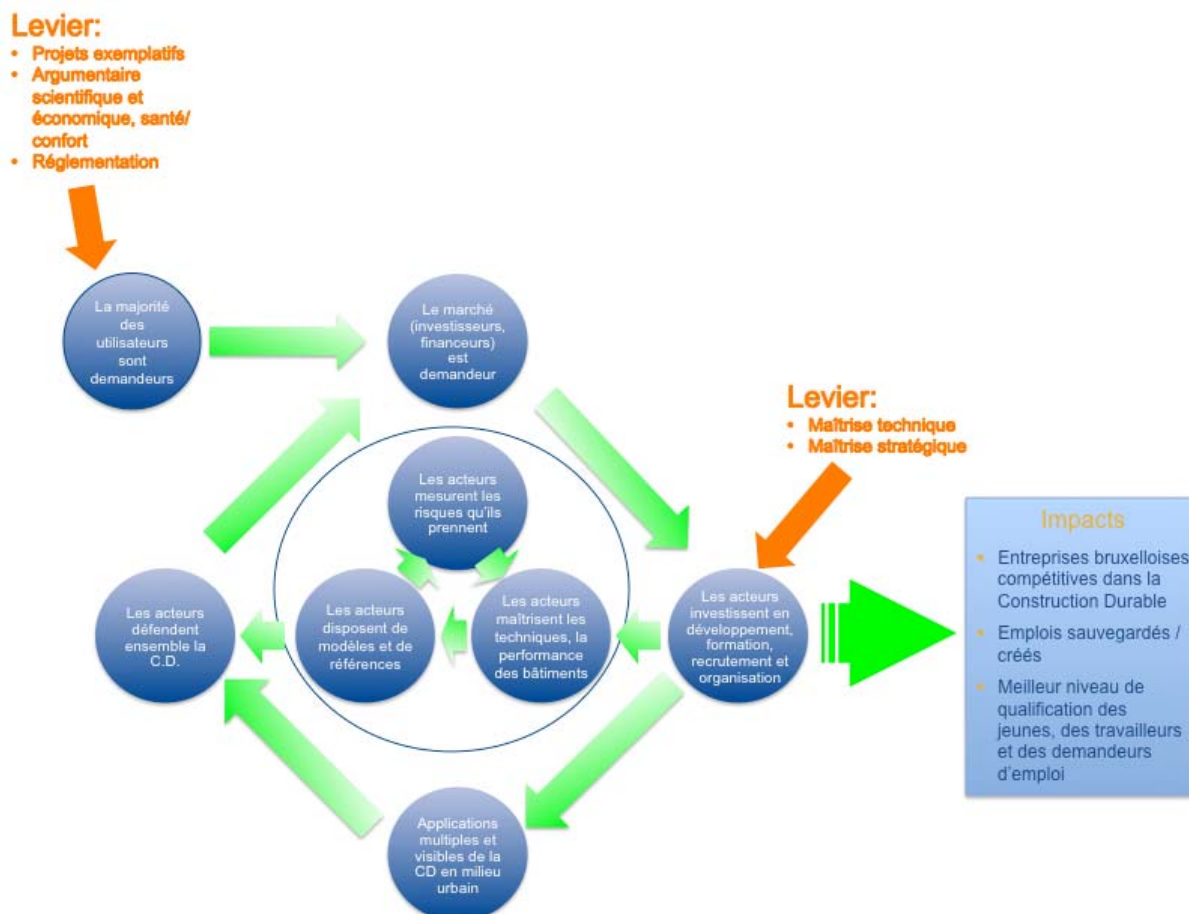 Levier:
• Projets exemplatifs
• Argumentaire
scientifique et
économique, santé/
confort
• Réglementation
La majorité
des
utilisateurs
sont
demandeurs
Le marché
(investisseurs,
financeurs)
est
demandeur
Levier:
• Maîtrise technique
• Maîtrise stratégique
Les acteurs
mesurent les
risques qu'ils
prennent
Les acteurs
défendent
ensemble la
C.D.
Les acteurs
disposent de
modèles et de
références
Les acteurs
maîtrisent les
techniques, la
performance
des bâtiments
Les acteurs
investissent en
développement,
formation,
recrutement et
organisation
Impacts
• Entreprises bruxelloises
compétitives dans la
Construction Durable
• Emplois sauvegardés /
créés
• Meilleur niveau de
qualification des
jeunes, des travailleurs
et des demandeurs
d'emploi
Applications
multiples et
visibles de la
CD en milieu
urbain